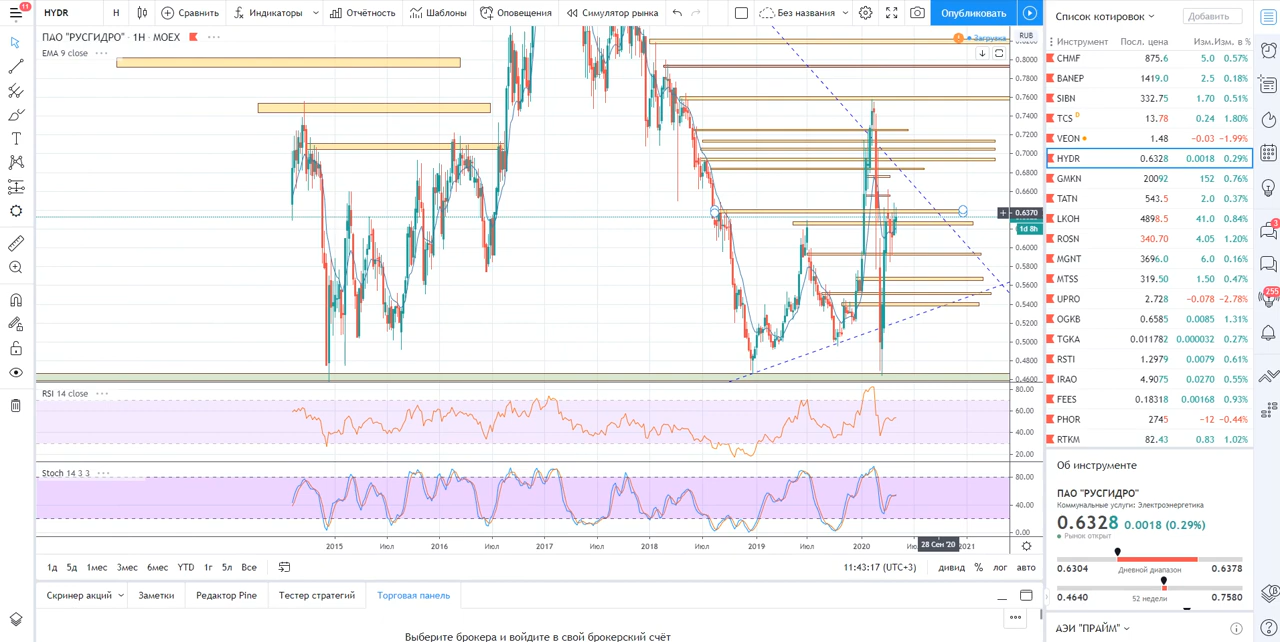 11
HYDR
Н
Сравнить
Индикаторы
Отчётность
Шаблоны
Оповещения
Симулятор рынка
Без названия
Опубликовать
ПАО "РУСГИДРО" · 1Н · MOEX
EMA 9 close
Загрузка
RUB
0.8000
0.7600
0.7400
0.7200
0.7000
0.6800
0.6600
0.6370
1d 8h
0.6000
0.5800
0.5600
0.5400
0.5200
0.5000
0.4800
0.4600
RSI 14 close
80.00
60.00
40.00
20.00
Stoch 14 3 3
80.00
40.00
0.00
2015
Июл
2016
Июл
2017
Июл
2018
Июл
2019
Июл
2020
28 Сен '20
2021
1д 5д 1мес 3мес 6мес YTD 1г 5л Все
11:43:17 (UTC+3)
дивид % лог авто
Скринер акций
Заметки
Редактор Pine
Тестер стратегий
Торговая панель
Выберите брокера и войдите в свой брокерский счёт
Список котировок
Добавить
Инструмент Посл. цена Изм. Изм. в %
CHMF 875.6 5.0 0.57%
BANEP 1419.0 2.5 0.18%
SIBN 332.75 1.70 0.51%
TCS D 13.78 0.24 1.80%
VEON 1.48 -0.03 -1.99%
HYDR 0.6328 0.0018 0.29%
GMKN 20092 152 0.76%
TATN 543.5 2.0 0.37%
LKOH 4898.5 41.0 0.84%
ROSN 340.70 4.05 1.20%
MGNT 3696.0 6.0 0.16%
MTSS 319.50 1.50 0.47%
UPRO 2.728 -0.078 -2.78%
OGKB 0.6585 0.0085 1.31%
TGKA 0.011782 0.000032 0.27%
RSTI 1.2979 0.0079 0.61%
IRAO 4.9075 0.0270 0.55%
FEES 0.18318 0.00168 0.93%
PHOR 2745 -12 -0.44%
RTKM 82.43 0.83 1.02%
Об инструменте
ПАО "РУСГИДРО"
Коммунальные услуги: Электроэнергетика
0.6328 0.0018 (0.29%)
Рынок открыт
0.6304 Дневной диапазон 0.6378
0.4640 52 недели 0.7580
АЭИ "ПРАЙМ"
3
255